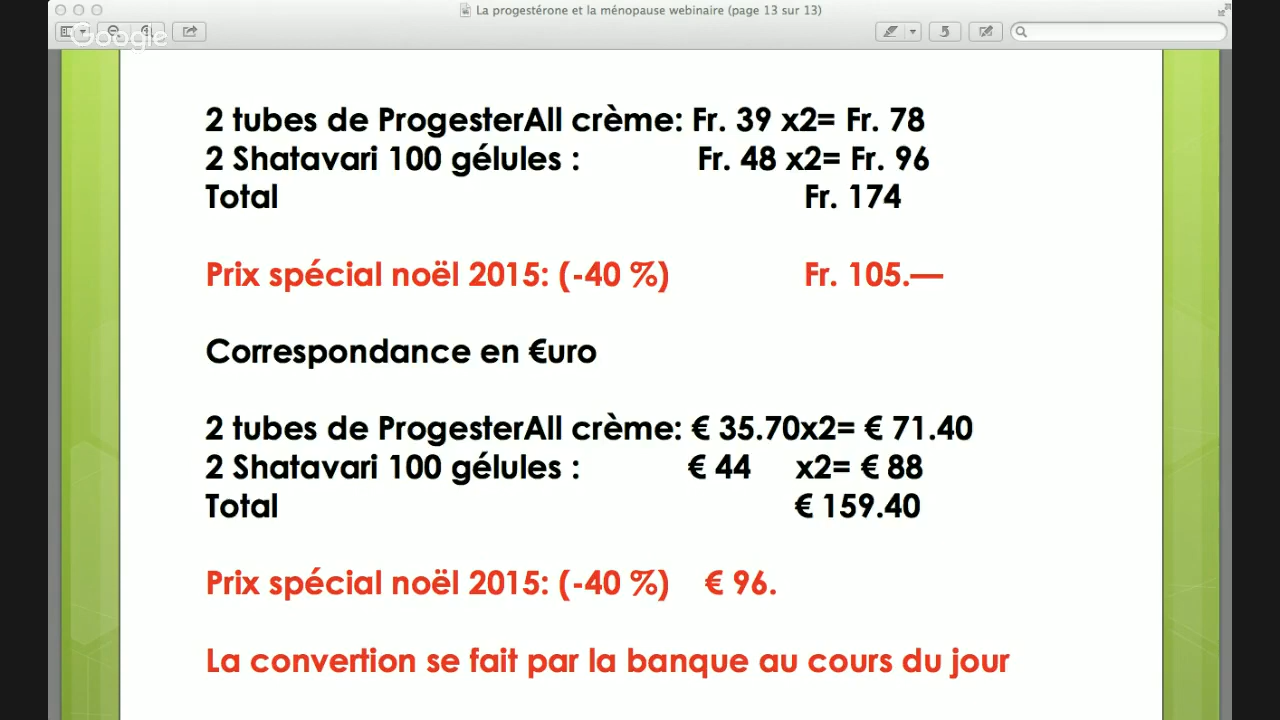 La progestérone et la ménopause webinaire (page 13 sur 13)
Google
2 tubes de ProgesterAll crème: Fr. 39 x2= Fr. 78
2 Shatavari 100 gélules : Fr. 48 x2= Fr. 96
Total Fr. 174
Prix spécial noël 2015: (-40 %) Fr. 105.—
Correspondance en €uro
2 tubes de ProgesterAll crème: € 35.70x2= € 71.40
2 Shatavari 100 gélules : € 44 x2= € 88
Total € 159.40
Prix spécial noël 2015: (-40 %) € 96.
La convertion se fait par la banque au cours du jour